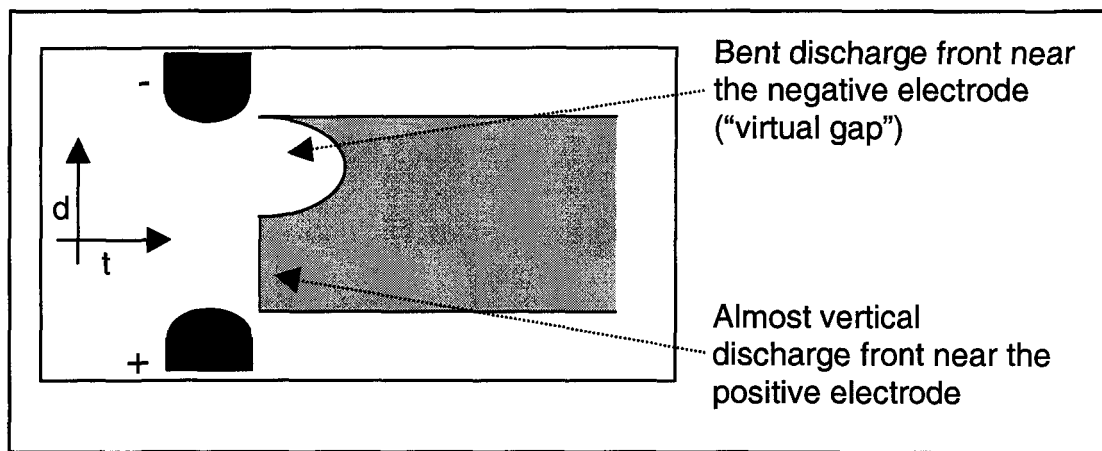 Bent discharge front near
the negative electrode
(“virtual gap”)
-
d
t
+
Almost vertical
discharge front near the
positive electrode